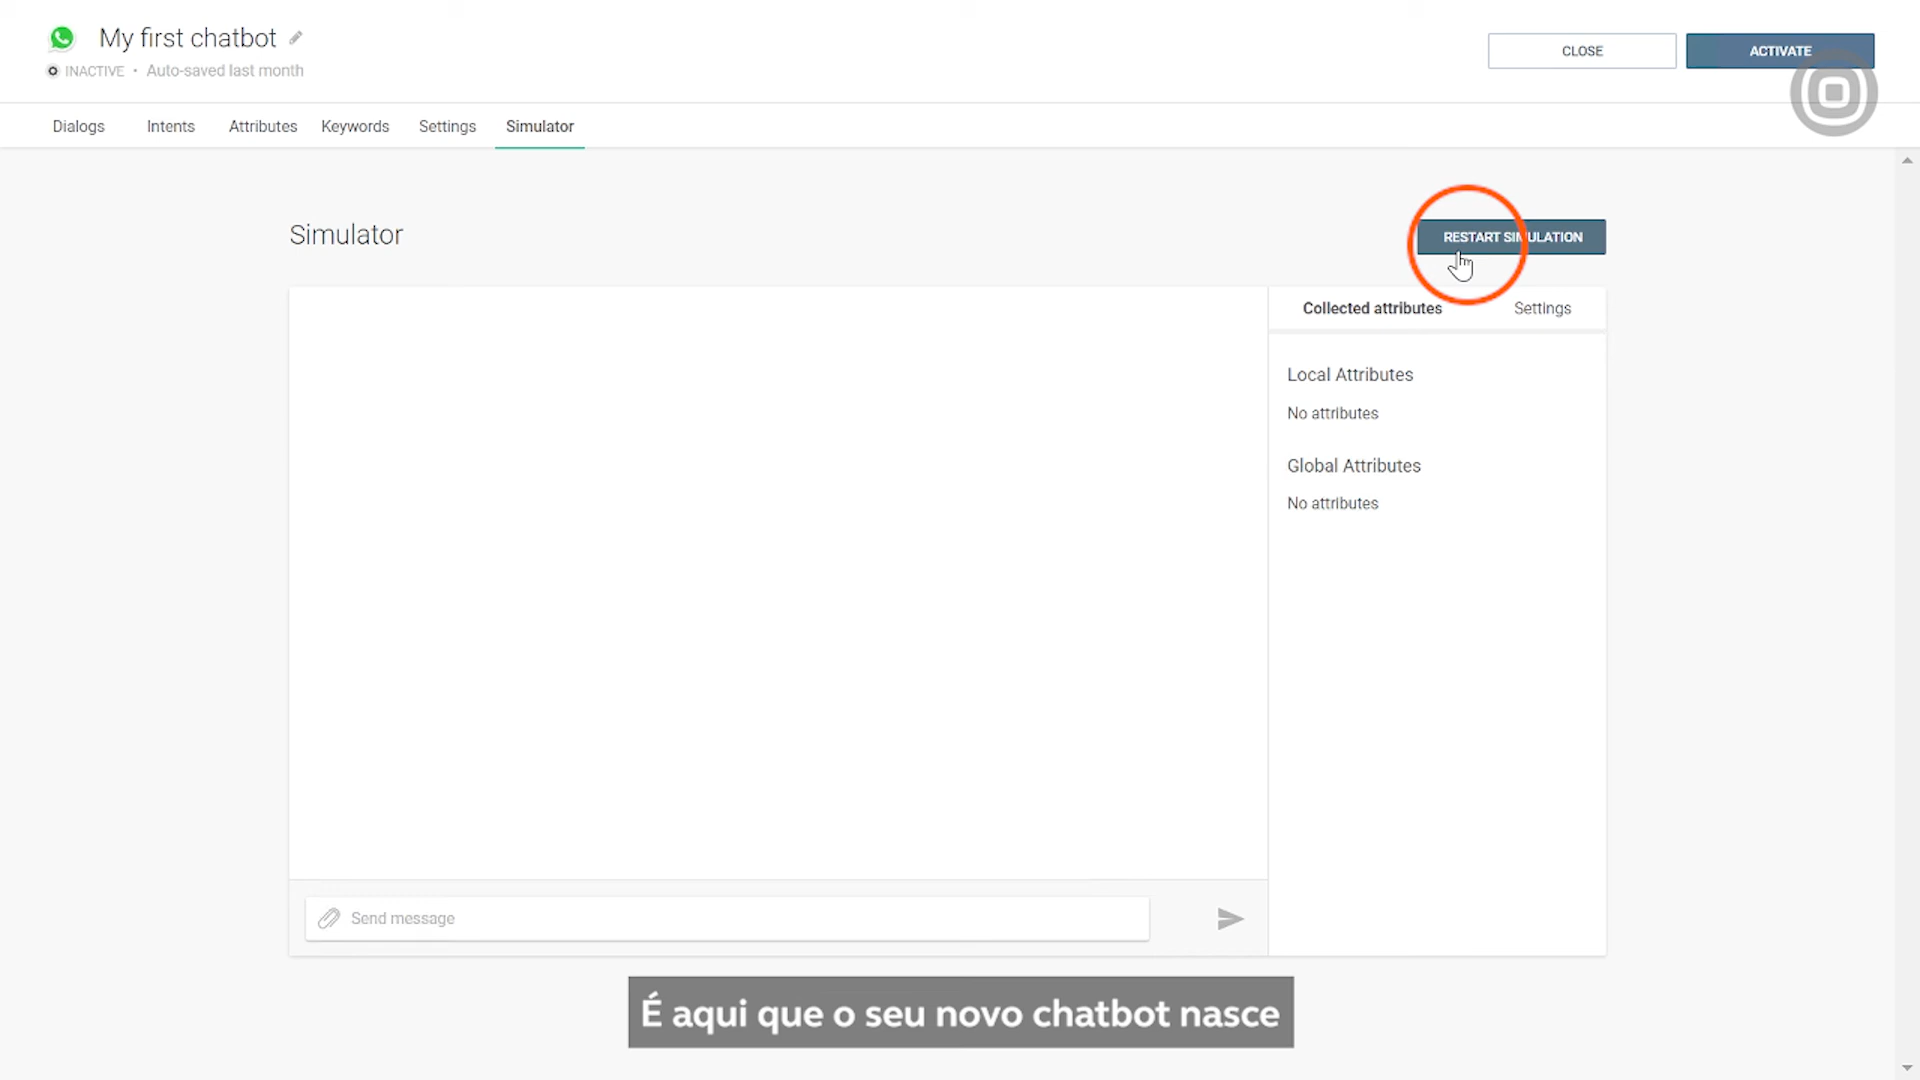 My first chatbot
INACTIVE • Auto-saved last month
CLOSE
ACTIVATE
Dialogs
Intents
Attributes
Keywords
Settings
Simulator
Simulator
RESTART SIMULATION
Collected attributes
Settings
Local Attributes
No attributes
Global Attributes
No attributes
Send message
É aqui que o seu novo chatbot nasce